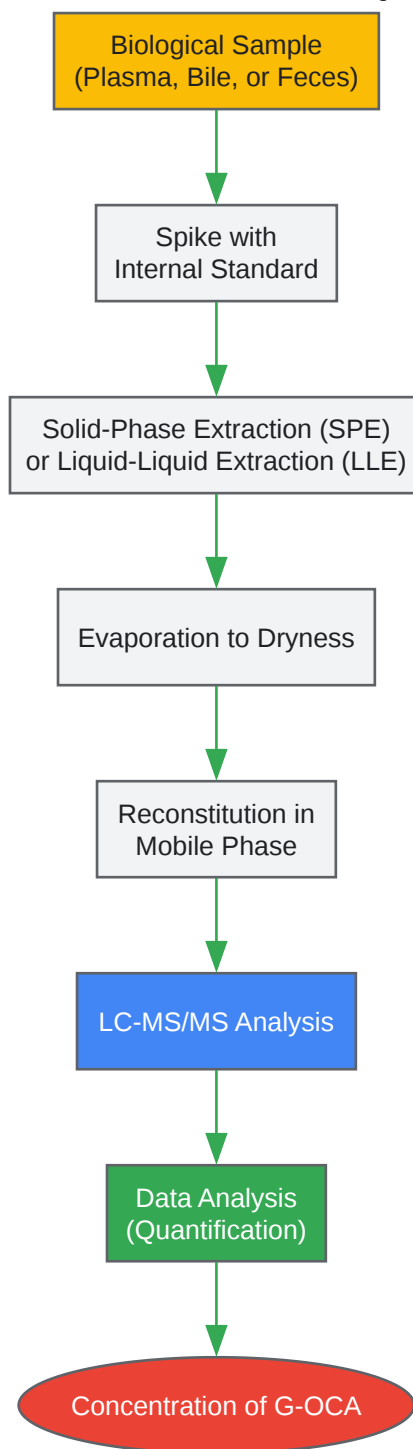 Biological Sample
(Plasma, Bile, or Feces)
Spike with
Internal Standard
Solid-Phase Extraction (SPE)
or Liquid-Liquid Extraction (LLE)
Evaporation to Dryness
Reconstitution in
Mobile Phase
LC-MS/MS Analysis
Data Analysis
(Quantification)
Concentration of G-OCA